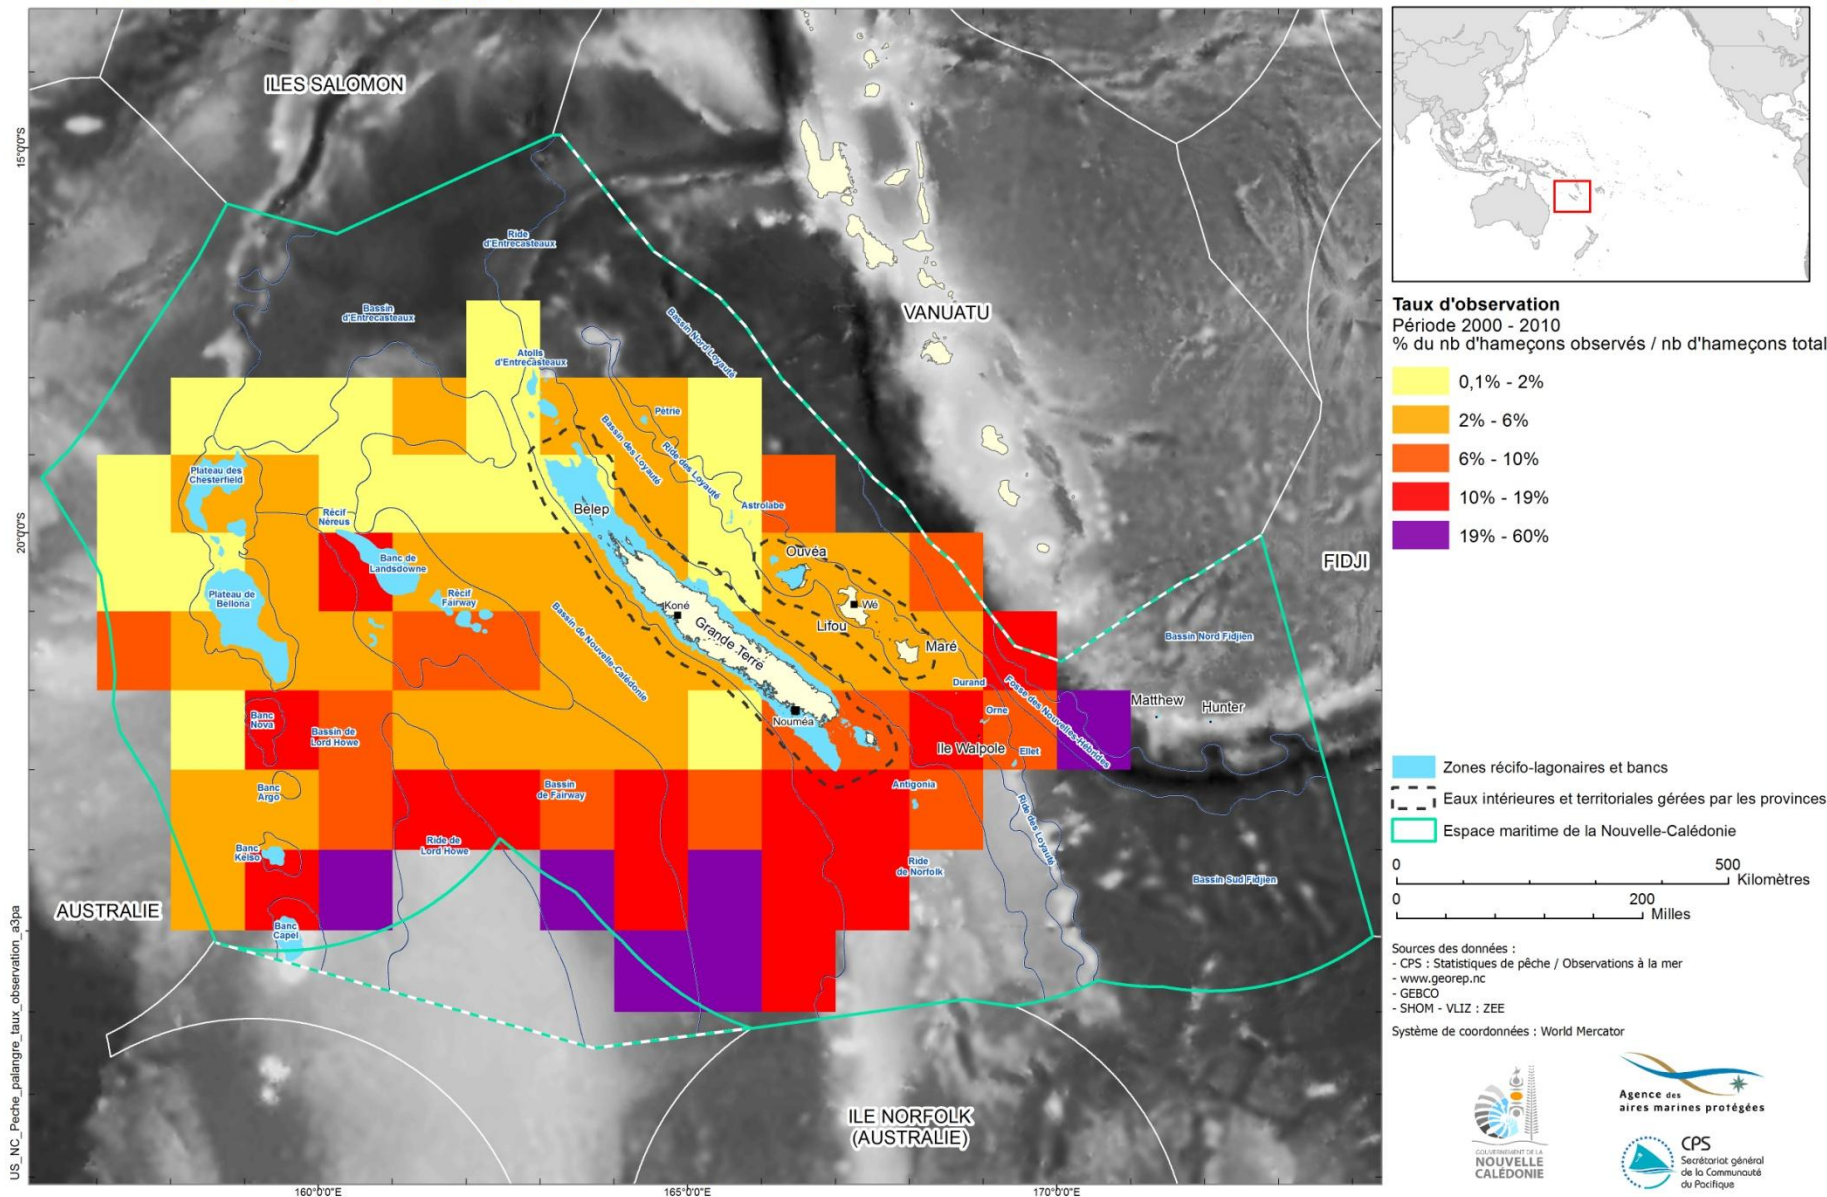 ILES SALOMON
VANUATU
FIDJI
AUSTRALIE
ILE NORFOLK
(AUSTRALIE)
15°0'0"S
20°0'0"S
160°0'0"E
165°0'0"E
170°0'0"E
US_NC_Peche_palangre_taux_observation_a3pa
Ride
d'Entrecasteaux
Bassin
d'Entrecasteaux
Bassin Nord Loyauté
Atolls
d'Entrecasteaux
Pétrie
Bassin des Loyauté
Ride des Loyauté
Astrolabe
Plateau des
Chesterfield
Récif
Néreus
Bélep
Banc de
Landsdowne
Ouvéa
Plateau de
Bellona
Récif
Fairway
Koné
Wé
Lifou
Grande Terre
Maré
Bassin de Nouvelle-Calédonie
Bassin Nord Fidjien
Durand
Fosse des Nouvelles-Hébrides
Matthew
Hunter
Banc
Nova
Bassin de
Lord Howe
Nouméa
Orne
Ile Walpole
Ellet
Banc
Argo
Bassin
de Fairway
Antigonia
Ride des Loyauté
Banc
Kelso
Ride de
Lord Howe
Ride
de Norfolk
Bassin Sud Fidjien
Banc
Capel
Taux d'observation
Période 2000 - 2010
% du nb d'hameçons observés / nb d'hameçons total
0,1% - 2%
2% - 6%
6% - 10%
10% - 19%
19% - 60%
Zones récifo-lagonaires et bancs
Eaux intérieures et territoriales gérées par les provinces
Espace maritime de la Nouvelle-Calédonie
0 500
Kilomètres
0 200
Milles
Sources des données :
- CPS : Statistiques de pêche / Observations à la mer
- www.georep.nc
- GEBCO
- SHOM - VLIZ : ZEE
Système de coordonnées : World Mercator
GOUVERNEMENT DE LA
NOUVELLE
CALÉDONIE
Agence des
aires marines protégées
CPS
Secrétariat général
de la Communauté
du Pacifique